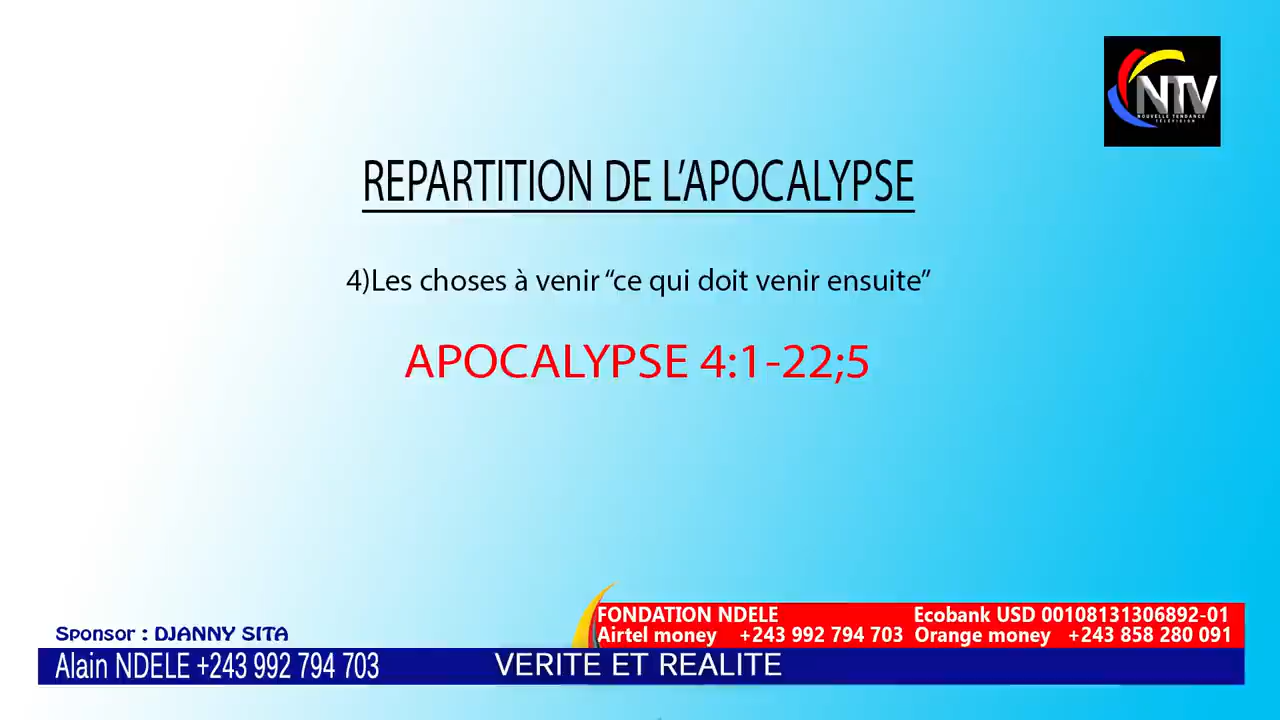 NTV
NOUVELLE TENDANCE
TELEVISION
REPARTITION DE L’APOCALYPSE
4)Les choses à venir “ce qui doit venir ensuite”
APOCALYPSE 4:1-22;5
FONDATION NDELE Ecobank USD 00108131306892-01
Airtel money +243 992 794 703 Orange money +243 858 280 091
Sponsor : DJANNY SITA
Alain NDELE +243 992 794 703 VERITE ET REALITE